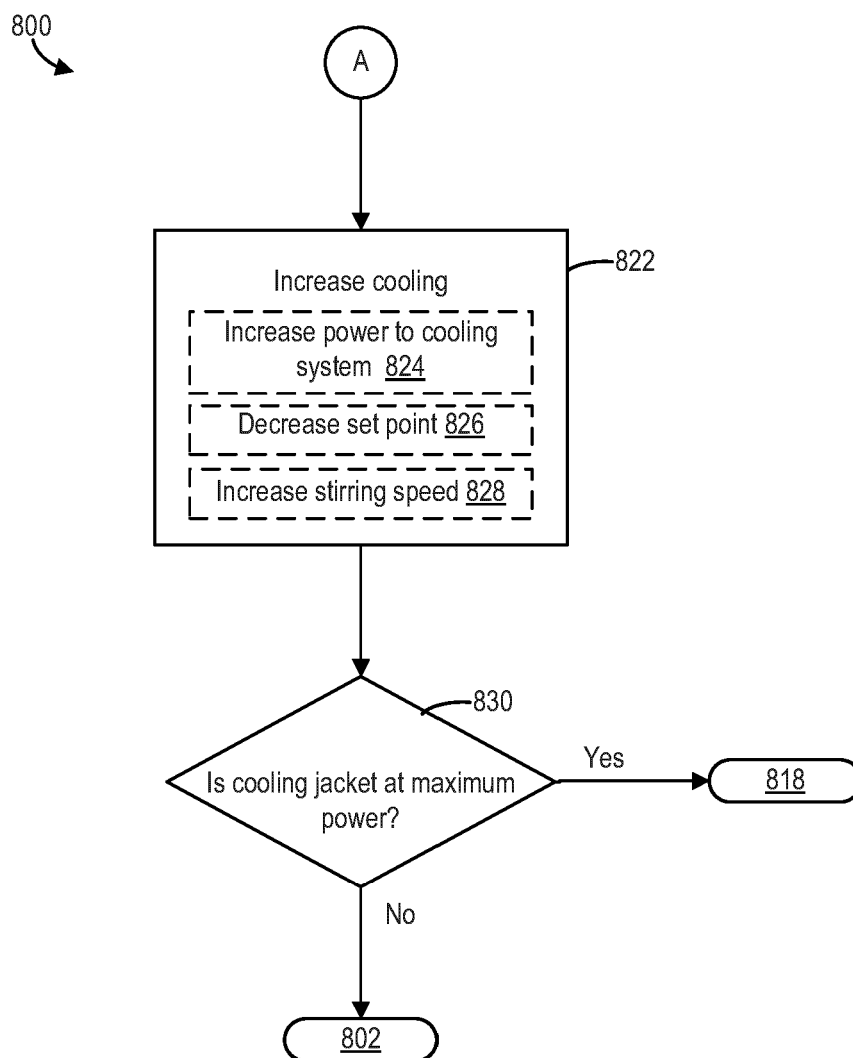 800
A
822
Increase cooling
Increase power to cooling
system 824
Decrease set point 826
Increase stirring speed 828
830
Is cooling jacket at maximum
power?
Yes
818
No
802